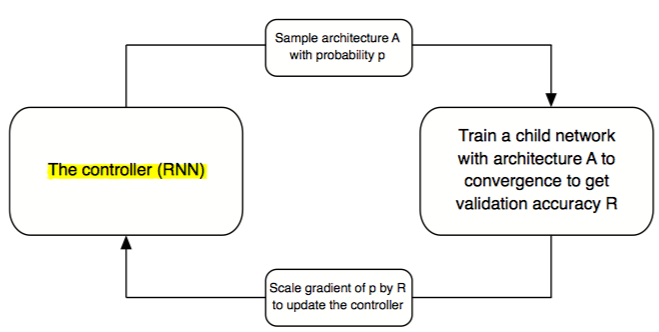 Sample architecture A
with probability p
The controller (RNN)
Train a child network
with architecture A to
convergence to get
validation accuracy R
Scale gradient of p by R
to update the controller